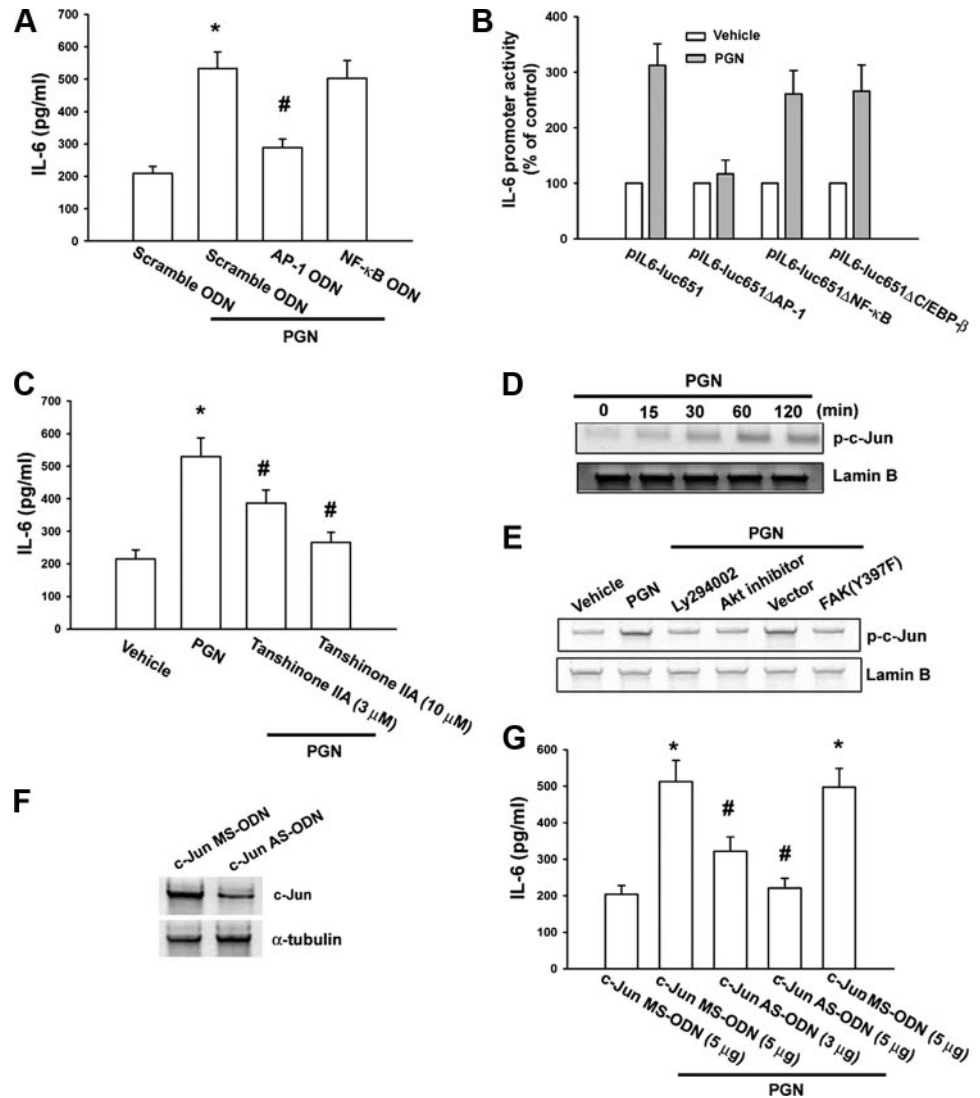 A
IL-6 (pg/ml)
700
600
500
400
300
200
100
0
*
#
Scramble ODN
Scramble ODN
AP-1 ODN
NF-κB ODN
PGN
B
IL-6 promoter activity
(% of control)
400
300
200
100
0
Vehicle
PGN
pIL6-luc651
pIL6-luc651ΔAP-1
pIL6-luc651ΔNF-κB
pIL6-luc651ΔC/EBP-β
C
IL-6 (pg/ml)
700
600
500
400
300
200
100
0
*
#
#
Vehicle
PGN
Tanshinone IIA (3 μM)
Tanshinone IIA (10 μM)
PGN
D
PGN
0 15 30 60 120 (min)
p-c-Jun
Lamin B
E
PGN
Vehicle
PGN
Ly294002
Akt inhibitor
Vector
FAK(Y397F)
p-c-Jun
Lamin B
F
c-Jun MS-ODN
c-Jun AS-ODN
c-Jun
α-tubulin
G
IL-6 (pg/ml)
600
500
400
300
200
100
0
*
#
#
*
c-Jun MS-ODN (5 μg)
c-Jun MS-ODN (5 μg)
c-Jun AS-ODN (3 μg)
c-Jun AS-ODN (5 μg)
c-Jun MS-ODN (5 μg)
PGN